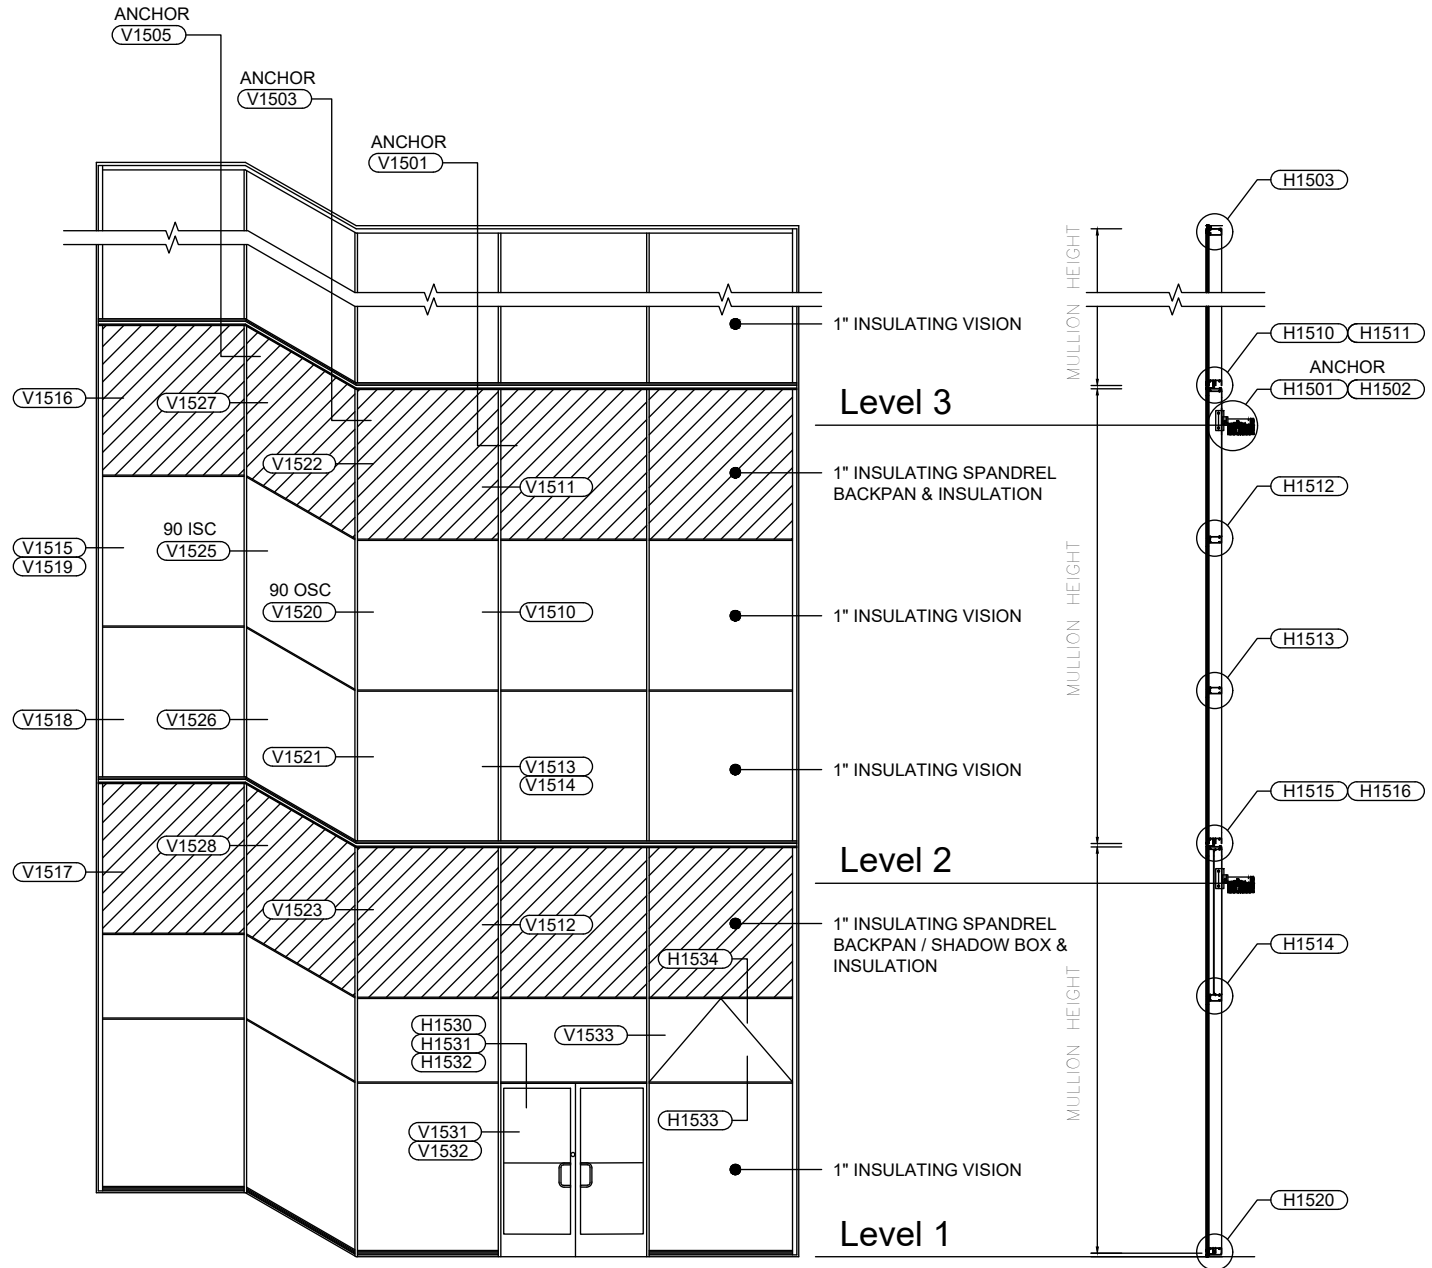 ANCHOR
V1505
ANCHOR
V1503
ANCHOR
V1501
H1503
MULLION HEIGHT
1" INSULATING VISION
H1510 H1511
ANCHOR
H1501 H1502
V1516
V1527
Level 3
V1522
V1511
1" INSULATING SPANDREL
BACKPAN & INSULATION
H1512
V1515
V1519
90 ISC
V1525
90 OSC
V1520
V1510
1" INSULATING VISION
MULLION HEIGHT
H1513
V1518
V1526
V1521
V1513
V1514
1" INSULATING VISION
H1515 H1516
V1517
V1528
Level 2
V1523
V1512
1" INSULATING SPANDREL
BACKPAN / SHADOW BOX &
INSULATION
H1534
H1514
H1530
H1531
H1532
V1533
MULLION HEIGHT
V1531
V1532
H1533
1" INSULATING VISION
Level 1
H1520